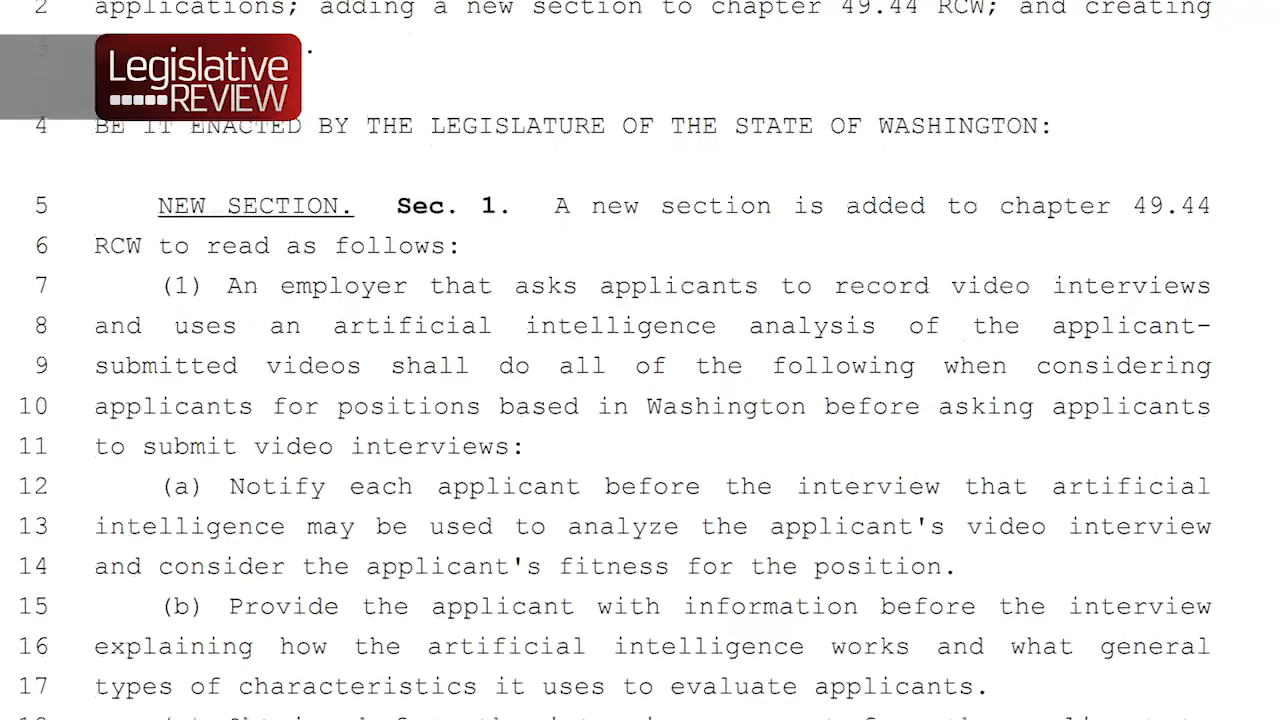 2 applications; adding a new section to chapter 49.44 RCW; and creating
Legislative
REVIEW
4 BE IT ENACTED BY THE LEGISLATURE OF THE STATE OF WASHINGTON:
5 NEW SECTION. Sec. 1. A new section is added to chapter 49.44
6 RCW to read as follows:
7 (1) An employer that asks applicants to record video interviews
8 and uses an artificial intelligence analysis of the applicant-
9 submitted videos shall do all of the following when considering
10 applicants for positions based in Washington before asking applicants
11 to submit video interviews:
12 (a) Notify each applicant before the interview that artificial
13 intelligence may be used to analyze the applicant's video interview
14 and consider the applicant's fitness for the position.
15 (b) Provide the applicant with information before the interview
16 explaining how the artificial intelligence works and what general
17 types of characteristics it uses to evaluate applicants.